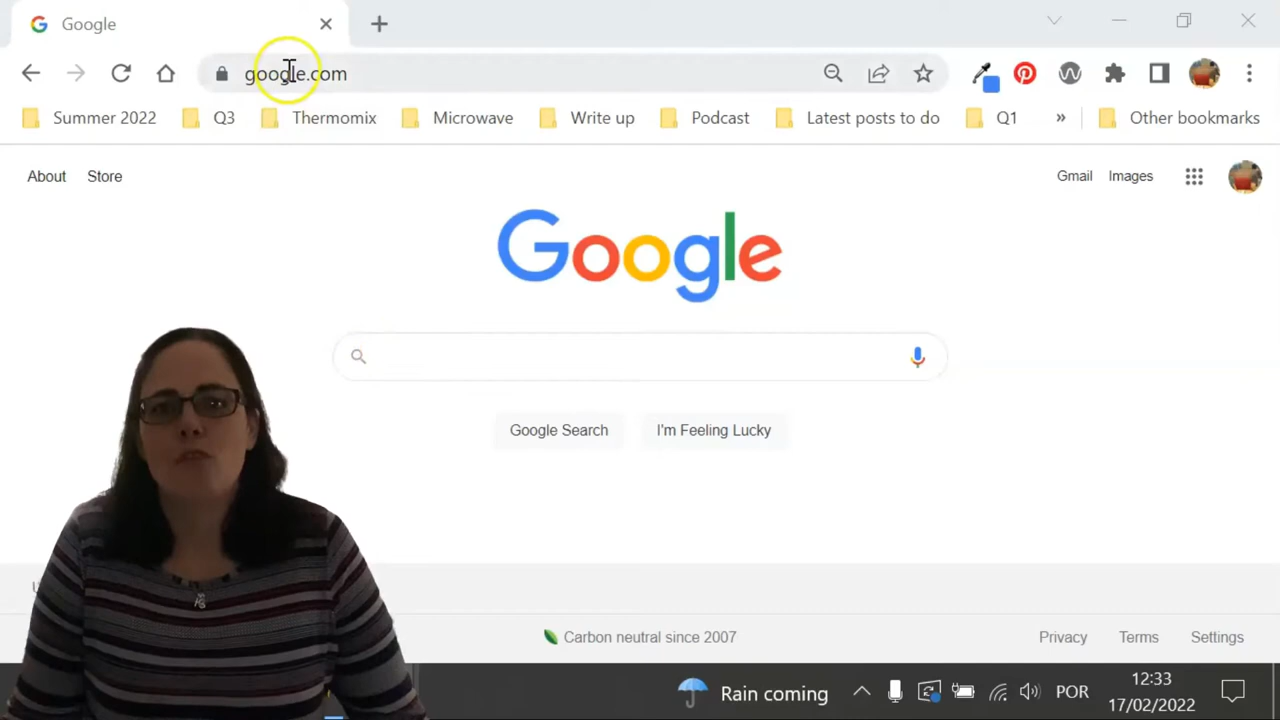 Google
google.com
Summer 2022 Q3 Thermomix Microwave Write up Podcast Latest posts to do Q1 » Other bookmarks
About Store Gmail Images
Google
Google Search I'm Feeling Lucky
Carbon neutral since 2007 Privacy Terms Settings
Rain coming POR 12:33
17/02/2022